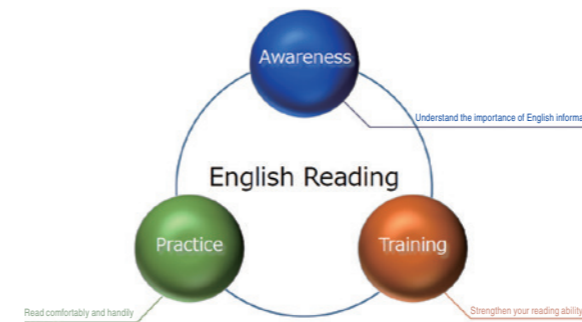 Awareness
Understand the importance of English informa
English Reading
Practice
Training
Read comfortably and handily
Strengthen your reading ability